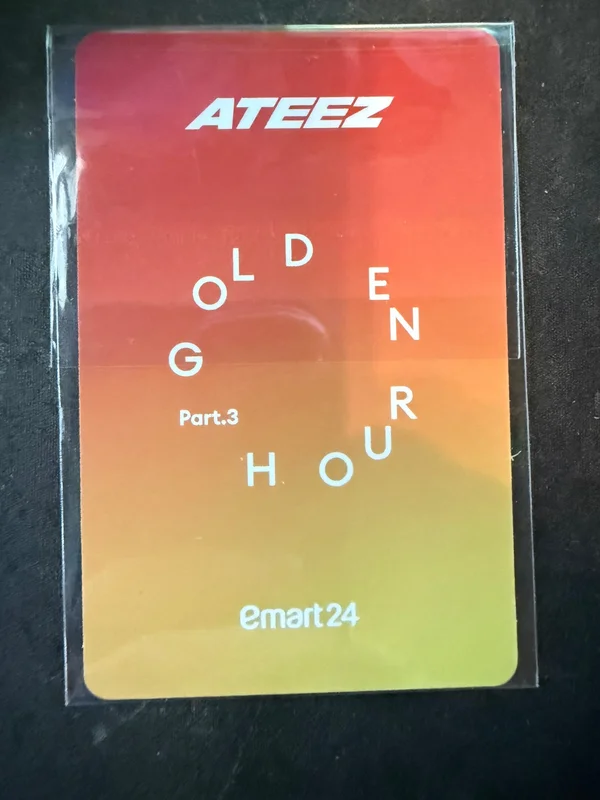 ATEEZ
GOLDEN
HOUR
Part.3
emart24